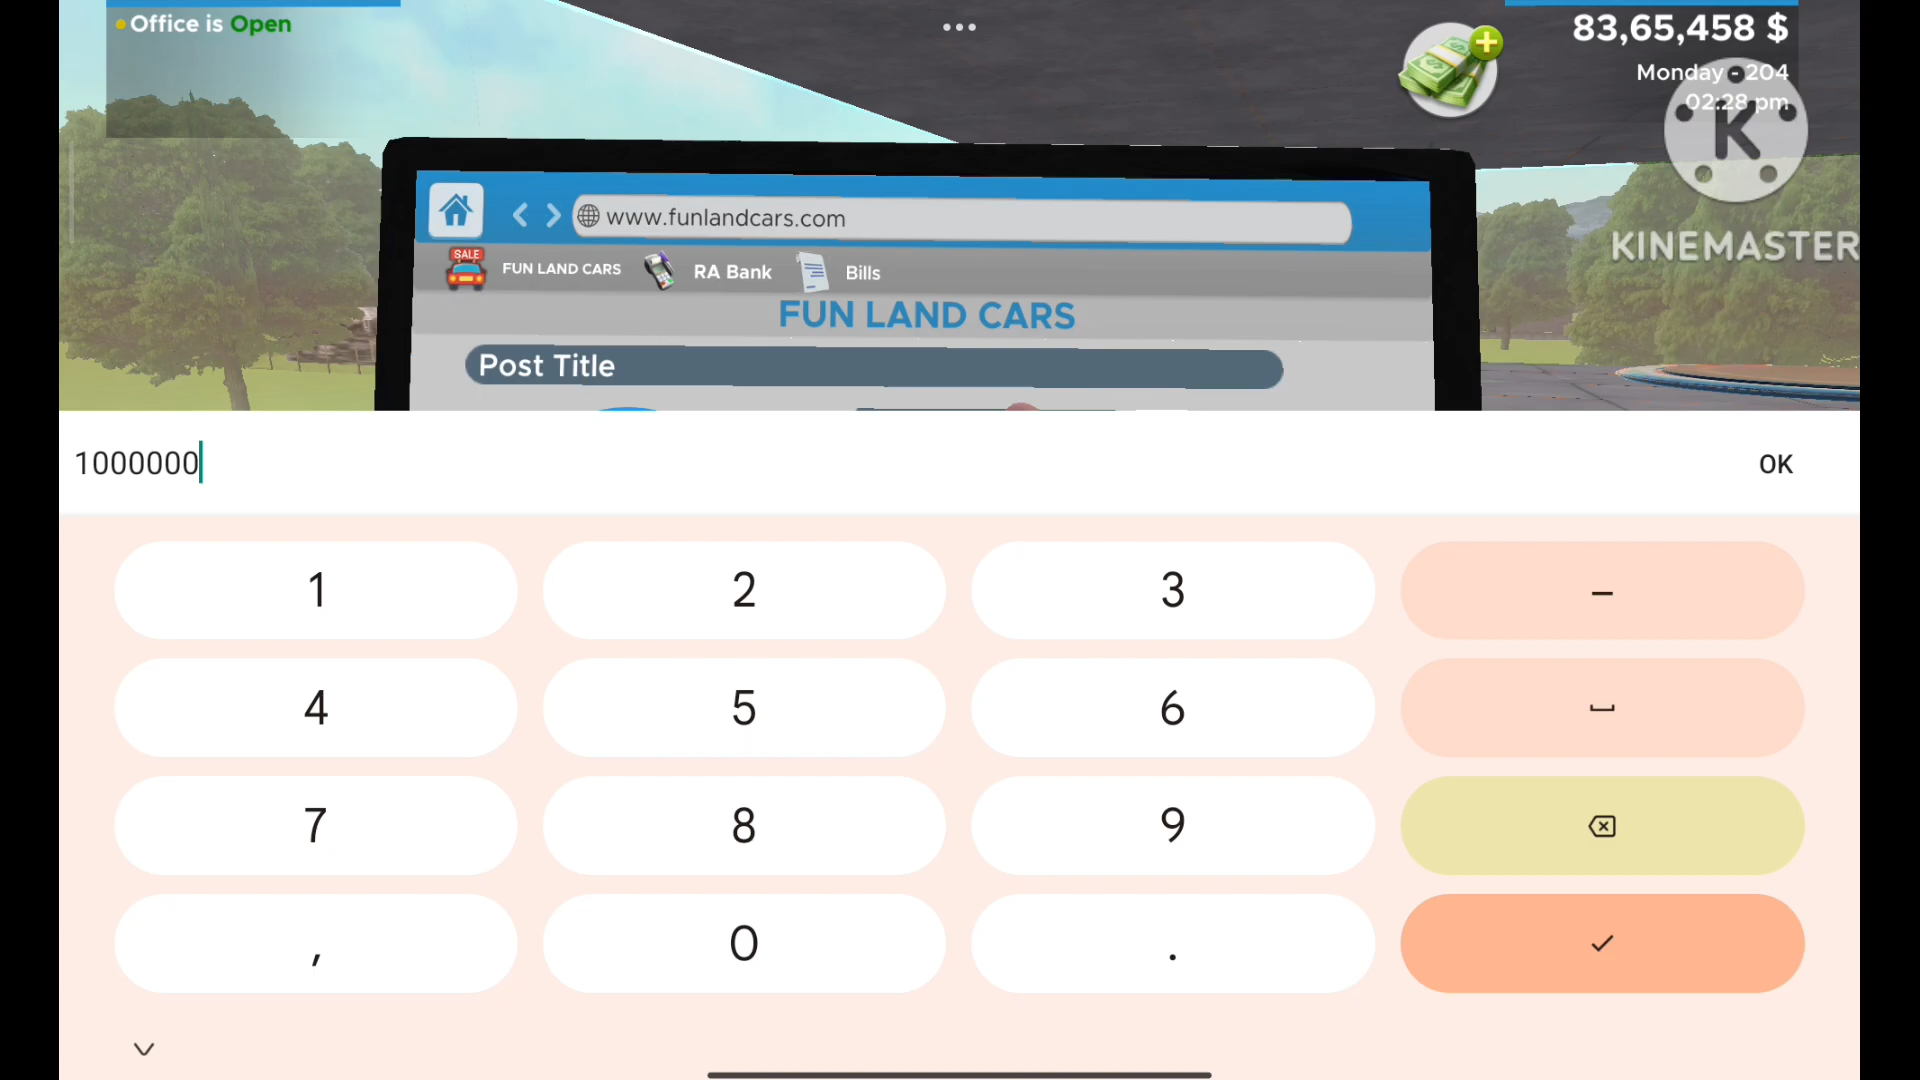 Office is Open
83,65,458 $
Monday - 204
02:28 pm
K
KINEMASTER
www.funlandcars.com
SALE
FUN LAND CARS
RA Bank
Bills
FUN LAND CARS
Post Title
1000000
OK
1
2
3
–
4
5
6
7
8
9
,
0
.